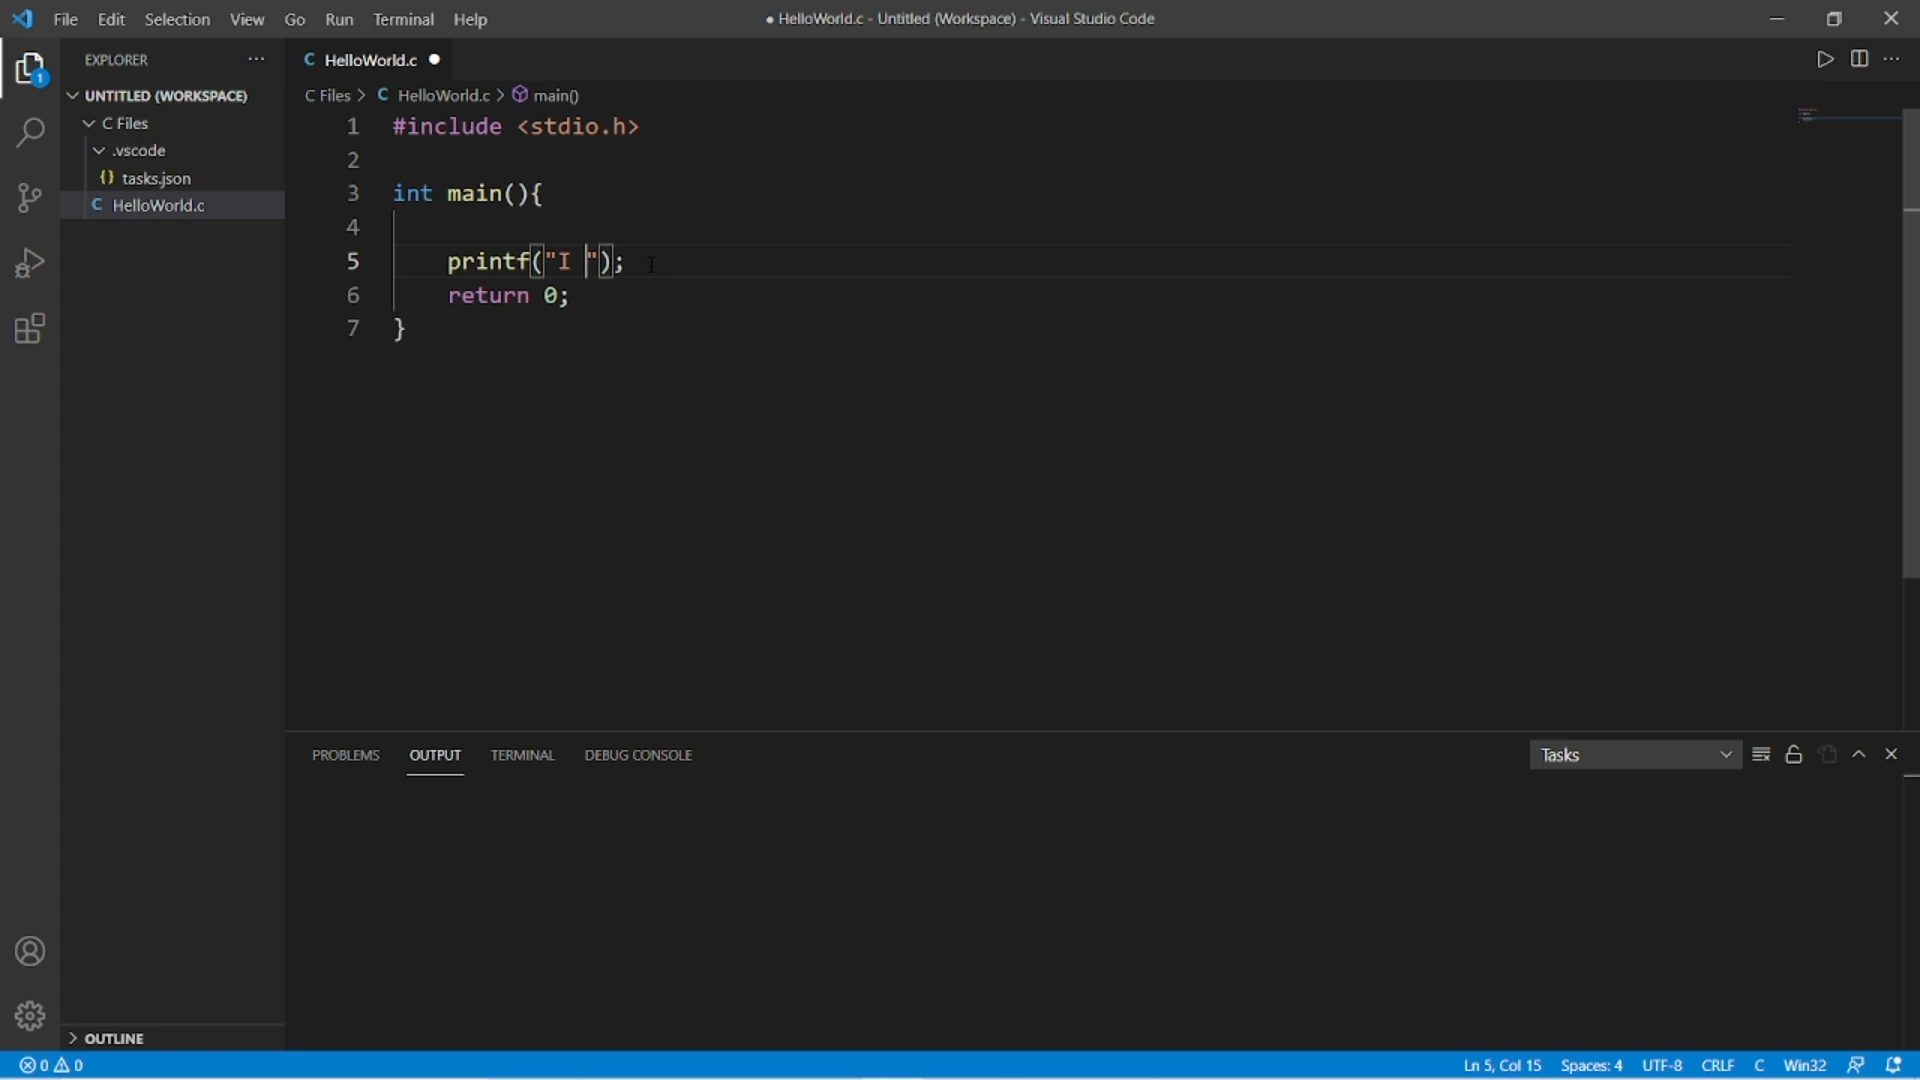 File Edit Selection View Go Run Terminal Help
● HelloWorld.c - Untitled (Workspace) - Visual Studio Code
EXPLORER
1
UNTITLED (WORKSPACE)
C Files
.vscode
{} tasks.json
C HelloWorld.c
C HelloWorld.c ●
C Files > C HelloWorld.c > main()
1 #include <stdio.h>
2
3 int main(){
4
5 printf("I ");
6 return 0;
7 }
PROBLEMS OUTPUT TERMINAL DEBUG CONSOLE
Tasks
OUTLINE
0 0
Ln 5, Col 15 Spaces: 4 UTF-8 CRLF C Win32